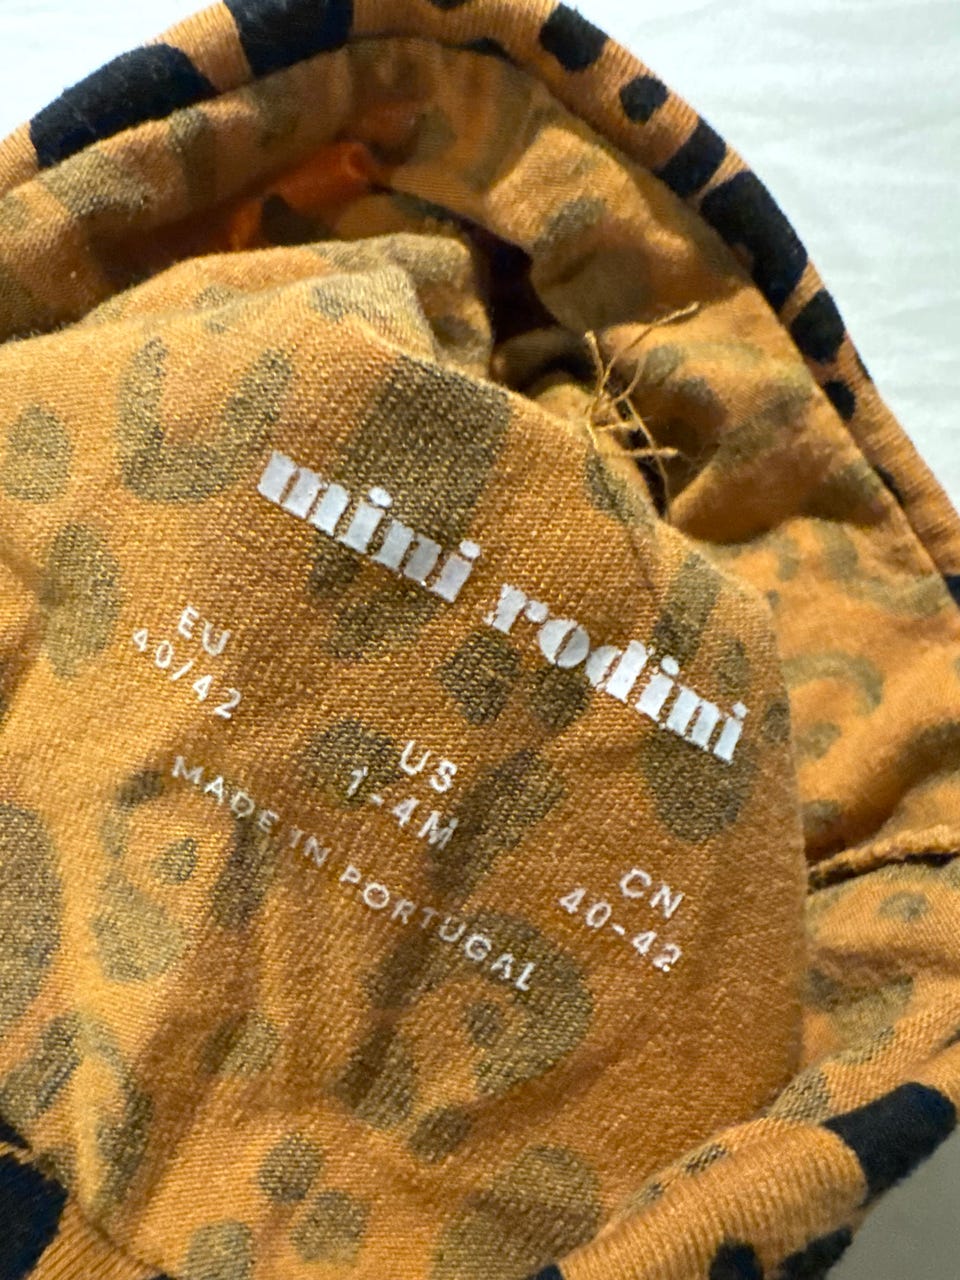 mini rodini
EU
40/42
US
1-4M
CN
40-42
MADE IN PORTUGAL